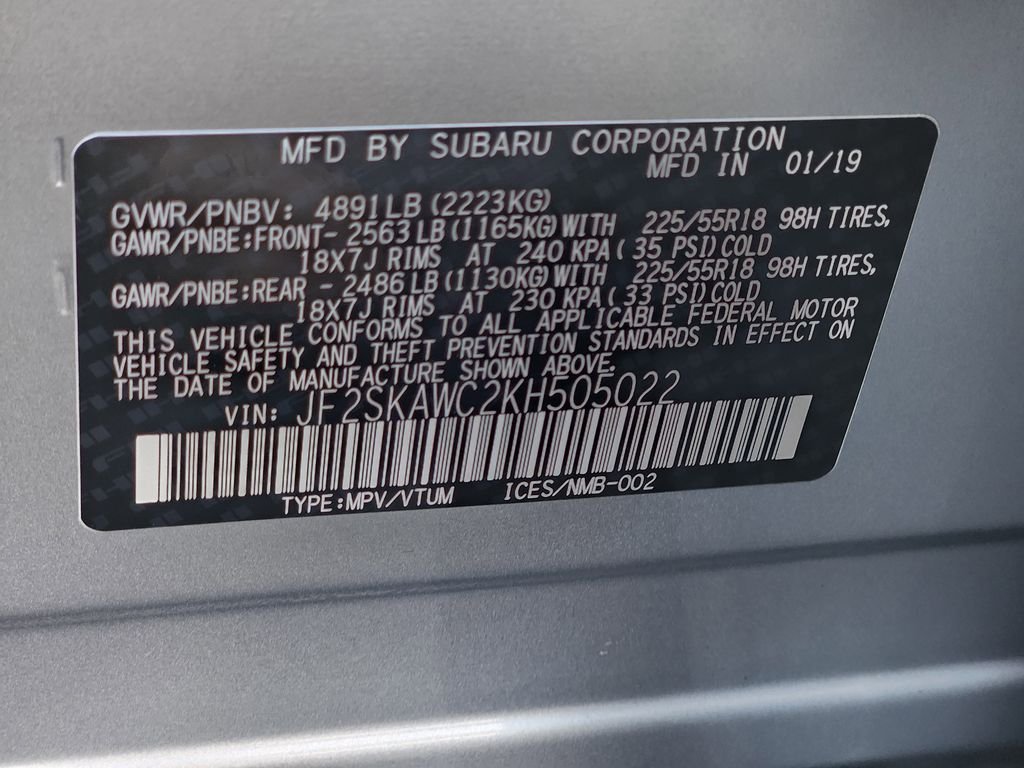 MFD BY SUBARU CORPORATION
MFD IN 01/19
GVWR/PNBV: 4891LB (2223KG)
GAWR/PNBE:FRONT- 2563 LB (1165KG) WITH 225/55R18 98H TIRES,
18X7J RIMS AT 240 KPA ( 35 PSI) COLD
GAWR/PNBE:REAR - 2486 LB (1130KG) WITH 225/55R18 98H TIRES,
18X7J RIMS AT 230 KPA ( 33 PSI) COLD
THIS VEHICLE CONFORMS TO ALL APPLICABLE FEDERAL MOTOR
VEHICLE SAFETY AND THEFT PREVENTION STANDARDS IN EFFECT ON
THE DATE OF MANUFACTURE SHOWN ABOVE.
VIN: JF2SKAWC2KH505022
TYPE:MPV/VTUM ICES/NMB-002